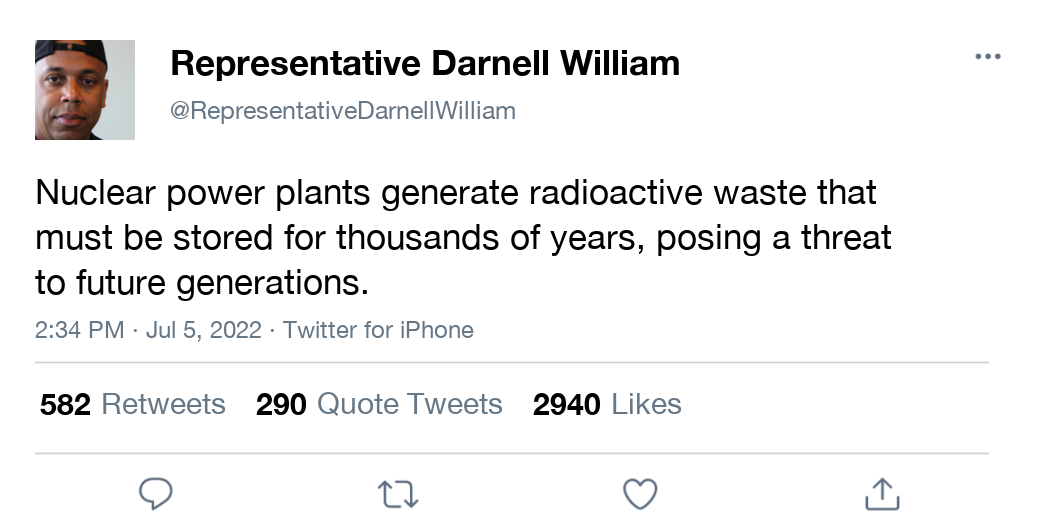 Representative Darnell William
@RepresentativeDarnellWilliam
Nuclear power plants generate radioactive waste that
must be stored for thousands of years, posing a threat
to future generations.
2:34 PM · Jul 5, 2022 · Twitter for iPhone
582 Retweets 290 Quote Tweets 2940 Likes